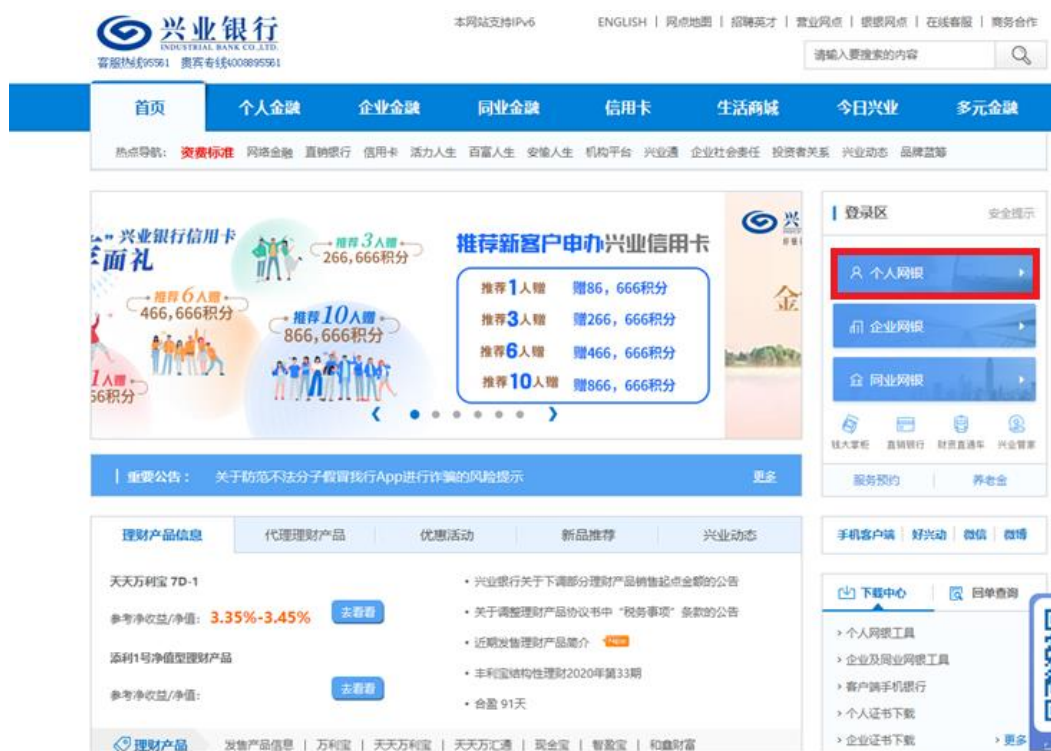 兴业银行
INDUSTRIAL BANK CO.,LTD.
客服热线95561 贵宾专线4008895561
本网站支持IPv6
ENGLISH | 网点地图 | 招聘英才 | 营业网点 | 银银网点 | 在线客服 | 商务合作
请输入要搜索的内容
首页 个人金融 企业金融 同业金融 信用卡 生活商城 今日兴业 多元金融
热点导航： 资费标准 网络金融 直销银行 信用卡 活力人生 百富人生 安愉人生 机构平台 兴业通 企业社会责任 投资者关系 兴业动态 品牌蓝筹
兴业银行信用卡
面礼
推荐3人赠
266,666积分
推荐6人赠
466,666积分
推荐10人赠
866,666积分
1人赠
66积分
推荐新客户申办兴业信用卡
推荐1人赠 赠86，666积分
推荐3人赠 赠266，666积分
推荐6人赠 赠466，666积分
推荐10人赠 赠866，666积分
兴
金
登录区 安全提示
个人网银
企业网银
同业网银
钱大掌柜 直销银行 财资直通车 兴业管家
服务预约 养老金
重要公告： 关于防范不法分子假冒我行App进行诈骗的风险提示 更多
理财产品信息 代理理财产品 优惠活动 新品推荐 兴业动态
手机客户端 好兴动 微信 微博
天天万利宝 7D-1
参考净收益/净值: 3.35%-3.45% 去看看
添利1号净值型理财产品
参考净收益/净值: 去看看
• 兴业银行关于下调部分理财产品销售起点金额的公告
• 关于调整理财产品协议书中“税务事项”条款的公告
• 近期发售理财产品简介 New
• 丰利宝结构性理财2020年第33期
• 合盈 91天
下载中心 回单查询
› 个人网银工具
› 企业及同业网银工具
› 客户端手机银行
› 个人证书下载
› 企业证书下载 › 更多
理财产品 发售产品信息 | 万利宝 | 天天万利宝 | 天天万汇通 | 现金宝 | 智盈宝 | 和鑫财富